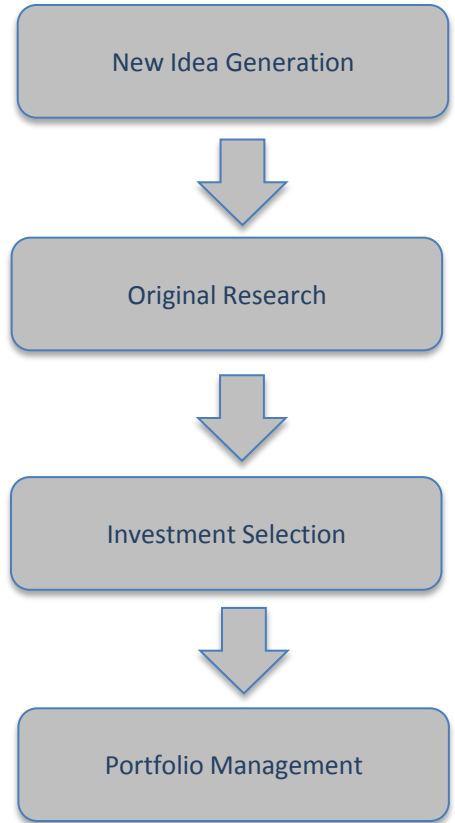 New Idea Generation
Original Research
Investment Selection
Portfolio Management